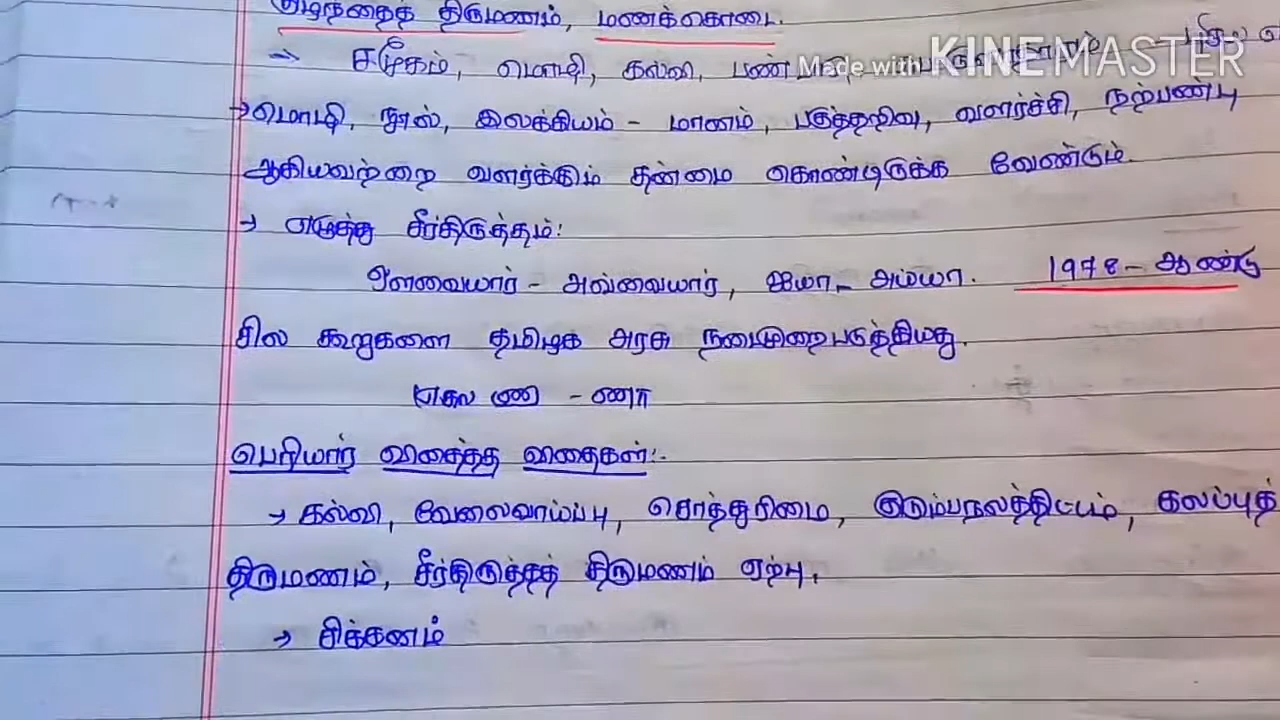 குழந்தைத் திருமணம், மணக்கொடை.
→ சமூகம், மொழி, கல்வி, பண்பாடு,
Made with KINEMASTER
→ மொழி, நூல், இலக்கியம் - மானம், பகுத்தறிவு, வளர்ச்சி, நற்பண்பு
ஆகியவற்றை வளர்க்கும் தன்மை கொண்டிருக்க வேண்டும்.
→ எழுத்து சீர்திருத்தம்:
ஔவையார் - அவ்வையார், ஐயா - அய்யா. 1978 - ஆண்டு
சில கூறுகளை தமிழக அரசு நடைமுறைபடுத்தியது.
- ணா
பெரியார் விதைத்த விதைகள்:-
→ கல்வி, வேலைவாய்ப்பு, சொத்துரிமை, குடும்பநலத்திட்டம், கலப்புத்
திருமணம், சீர்திருத்தத் திருமணம் ஏற்பு.
→ சிக்கனம்